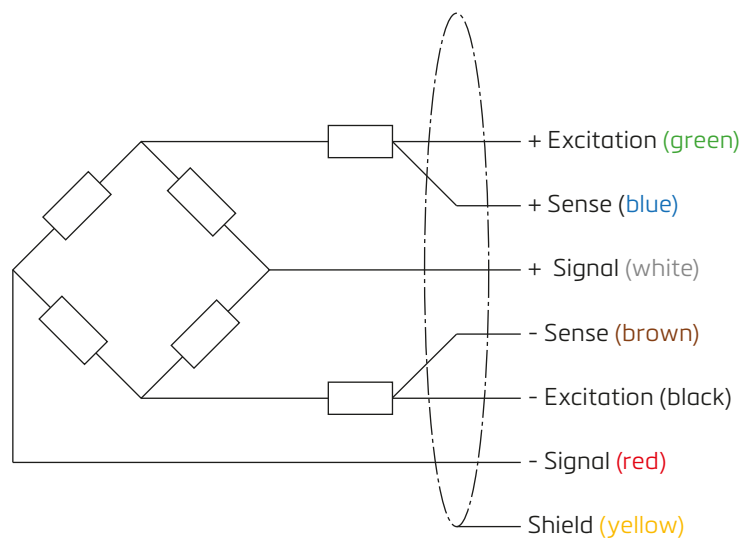 + Excitation (green)
+ Sense (blue)
+ Signal (white)
- Sense (brown)
- Excitation (black)
- Signal (red)
Shield (yellow)